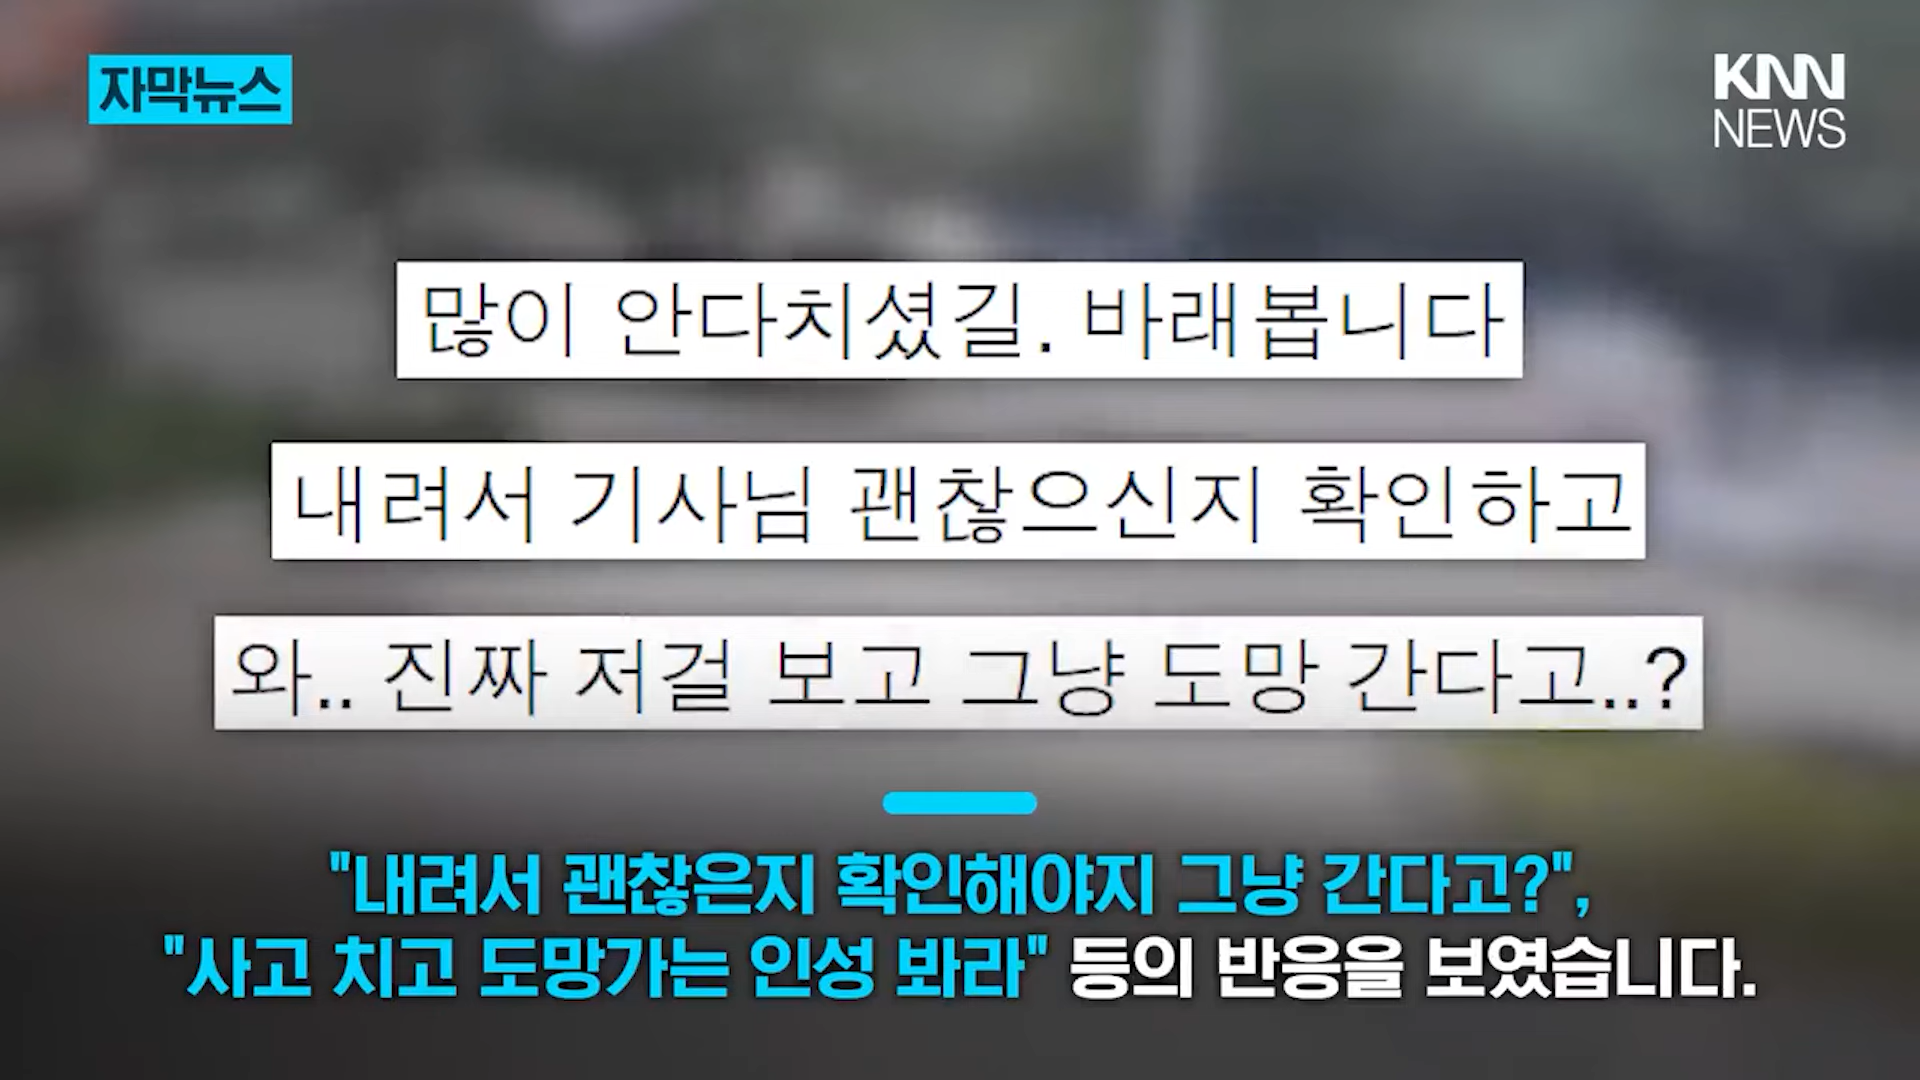 자막뉴스
KNN
NEWS
많이 안다치셨길. 바래봅니다
내려서 기사님 괜찮으신지 확인하고
와.. 진짜 저걸 보고 그냥 도망 간다고..?
"내려서 괜찮은지 확인해야지 그냥 간다고?",
"사고 치고 도망가는 인성 봐라" 등의 반응을 보였습니다.